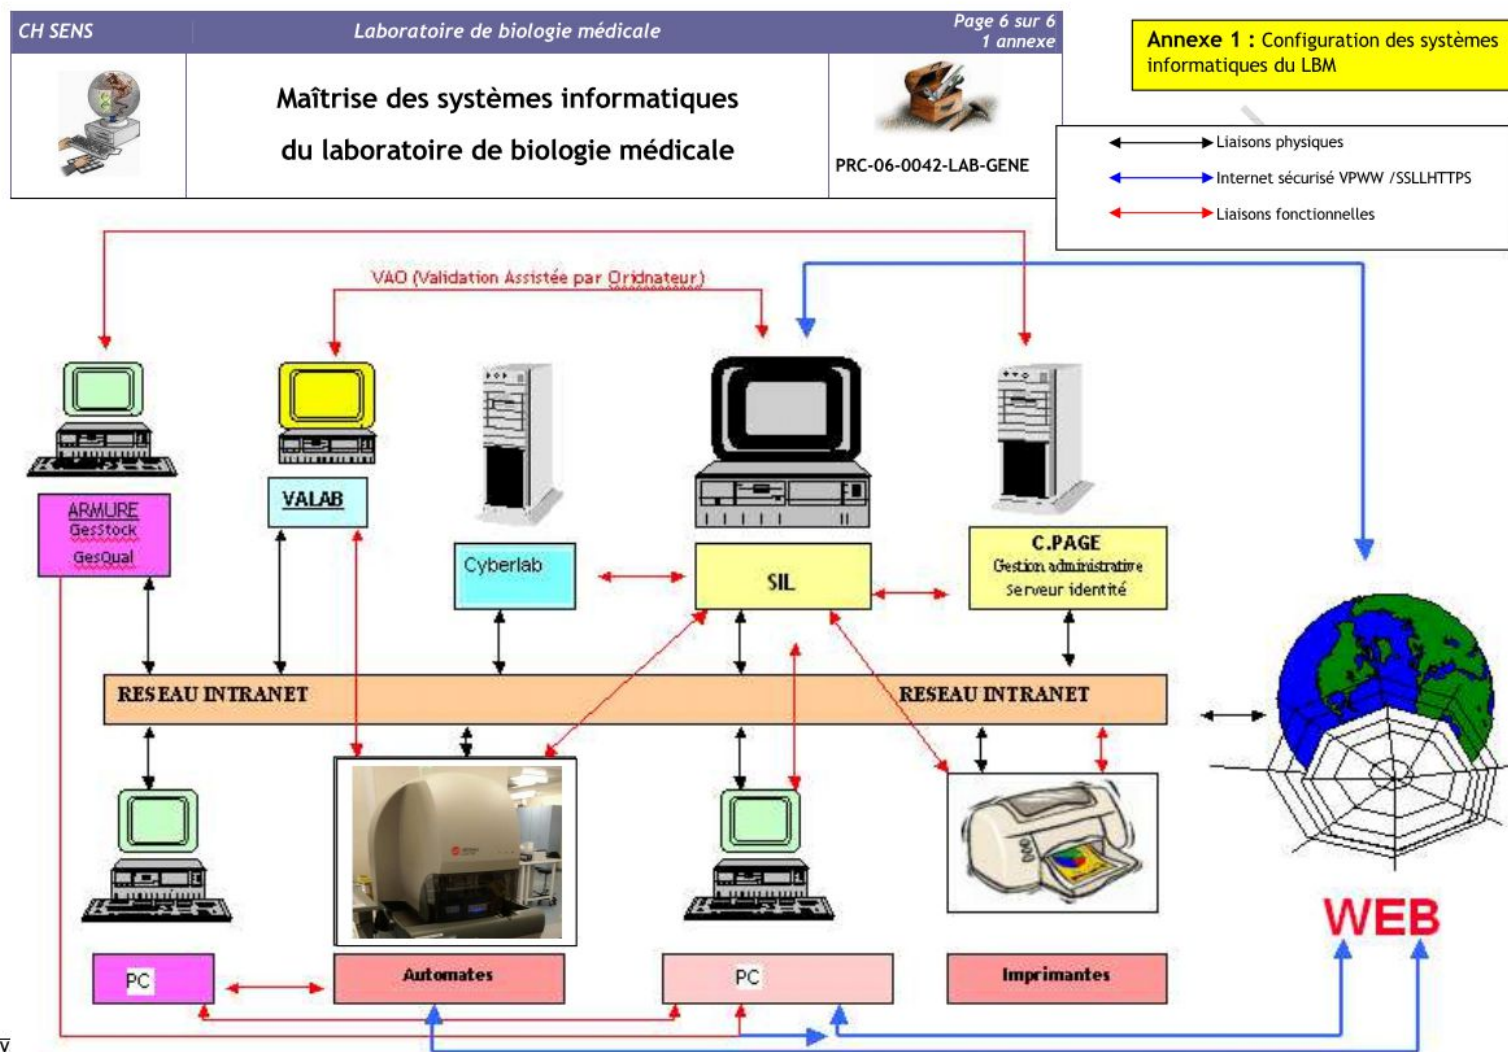 CH SENS
Laboratoire de biologie médicale
Page 6 sur 6
1 annexe
Maîtrise des systèmes informatiques
du laboratoire de biologie médicale
PRC-06-0042-LAB-GENE
Annexe 1 : Configuration des systèmes
informatiques du LBM
Liaisons physiques
Internet sécurisé VPWW /SSLLHTTPS
Liaisons fonctionnelles
VAO (Validation Assistée par Oridnateur)
ARMURE
GesStock
GesQual
VALAB
Cyberlab
SIL
C.PAGE
Gestion administrative
Serveur identité
RESEAU INTRANET
RESEAU INTRANET
WEB
PC
Automates
PC
Imprimantes
V